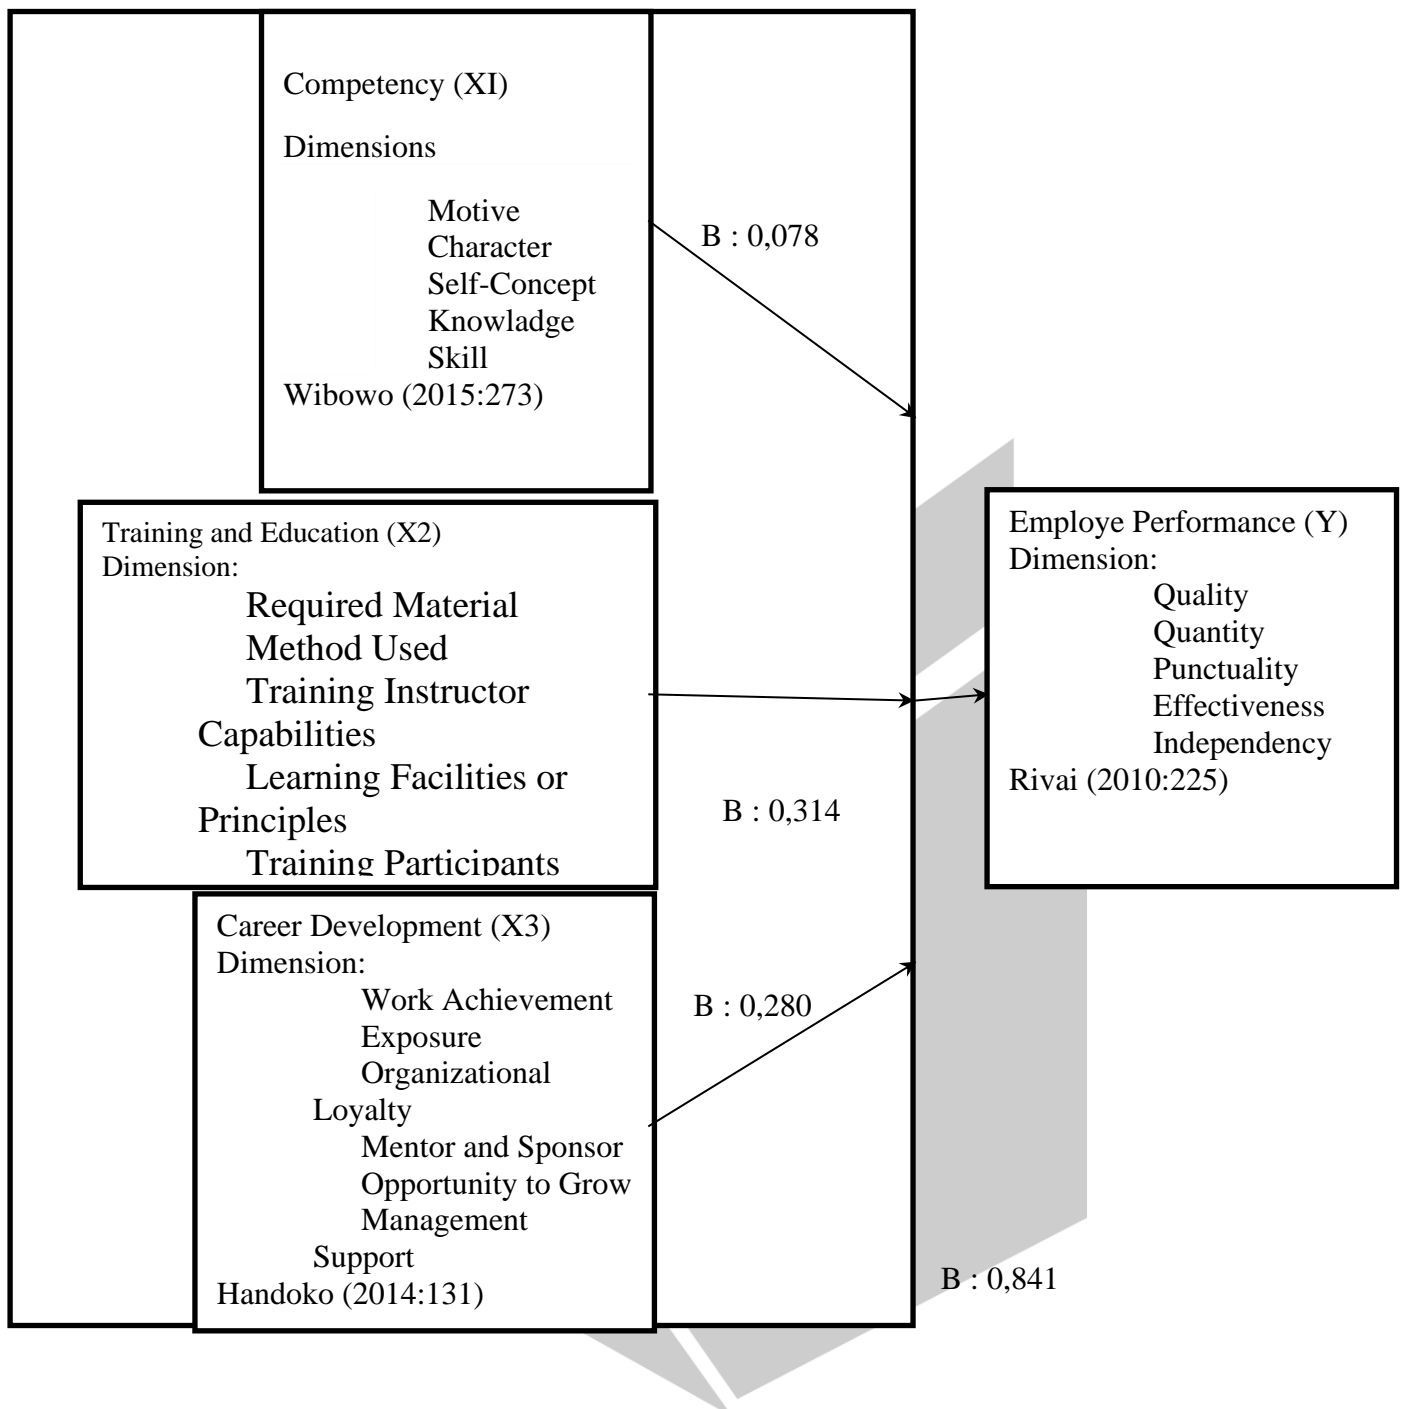 Competency (XI)
Dimensions
Motive
Character
Self-Concept
Knowladge
Skill
Wibowo (2015:273)
B : 0,078
Training and Education (X2)
Dimension:
Required Material
Method Used
Training Instructor
Capabilities
Learning Facilities or
Principles
Training Participants
B : 0,314
Career Development (X3)
Dimension:
Work Achievement
Exposure
Organizational
Loyalty
Mentor and Sponsor
Opportunity to Grow
Management
Support
Handoko (2014:131)
B : 0,280
Employe Performance (Y)
Dimension:
Quality
Quantity
Punctuality
Effectiveness
Independency
Rivai (2010:225)
B : 0,841